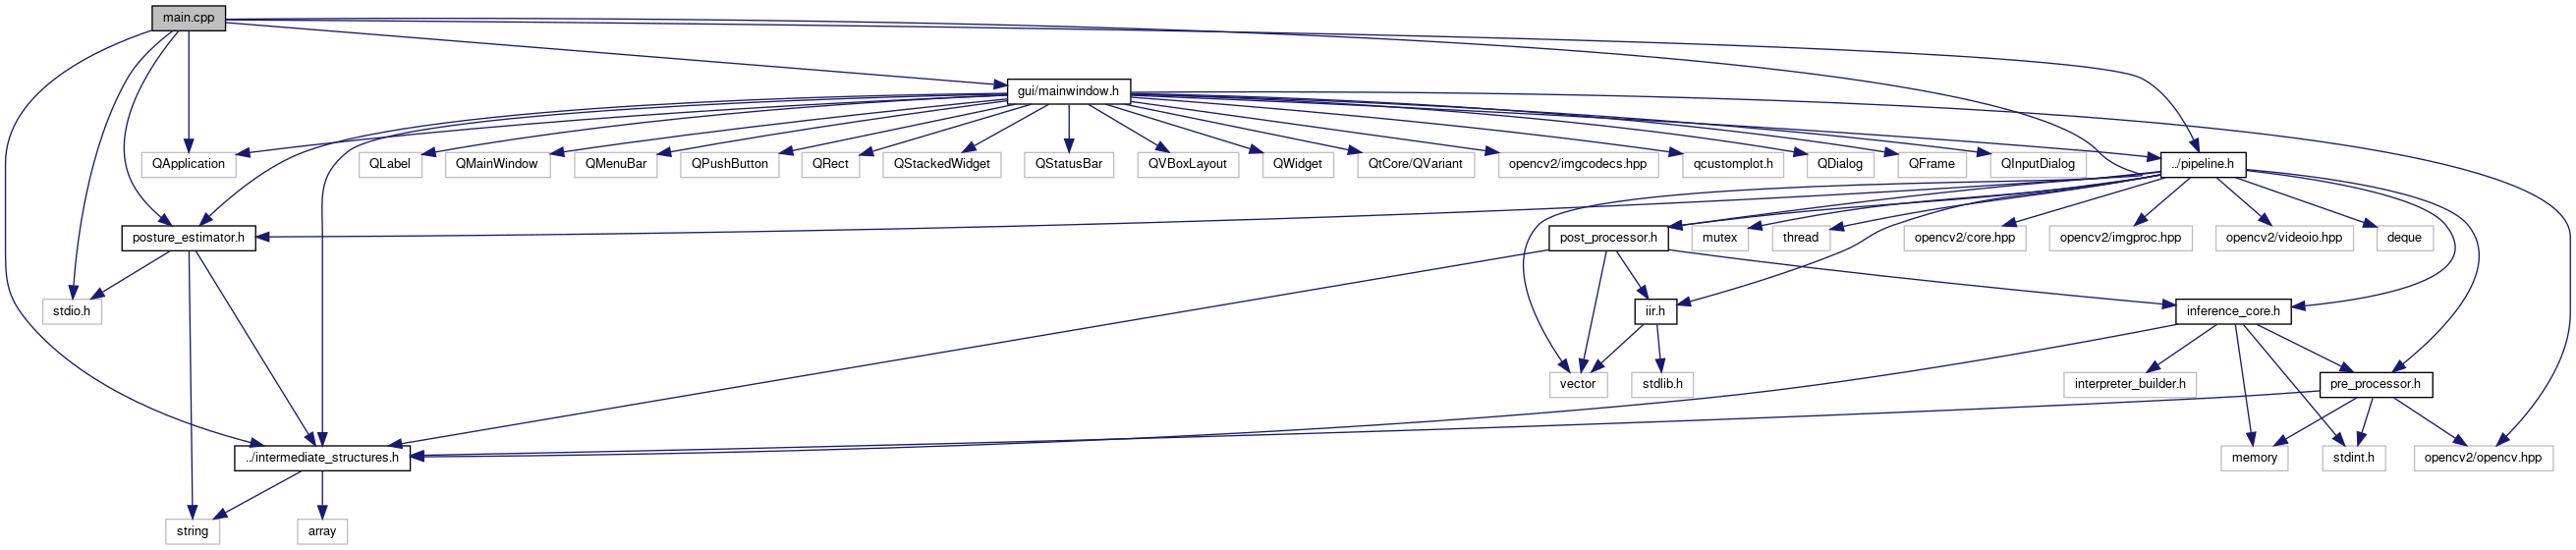 main.cpp
gui/mainwindow.h
QApplication
QLabel
QMainWindow
QMenuBar
QPushButton
QRect
QStackedWidget
QStatusBar
QVBoxLayout
QWidget
QtCore/QVariant
opencv2/imgcodecs.hpp
qcustomplot.h
QDialog
QFrame
QInputDialog
../pipeline.h
posture_estimator.h
post_processor.h
mutex
thread
opencv2/core.hpp
opencv2/imgproc.hpp
opencv2/videoio.hpp
deque
stdio.h
iir.h
inference_core.h
vector
stdlib.h
interpreter_builder.h
pre_processor.h
../intermediate_structures.h
memory
stdint.h
opencv2/opencv.hpp
string
array